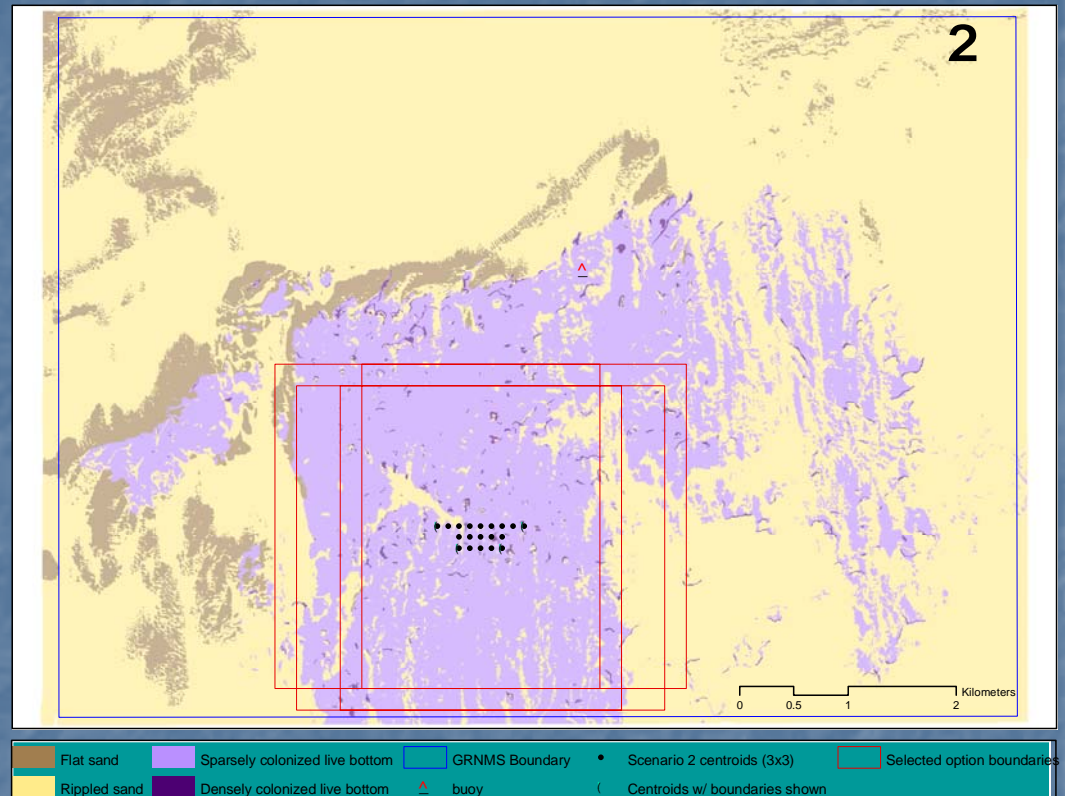 2
Kilometers
0 0.5 1 2
Flat sand Sparsely colonized live bottom GRNMS Boundary Scenario 2 centroids (3x3) Selected option boundaries
Rippled sand Densely colonized live bottom ^ buoy ( Centroids w/ boundaries shown